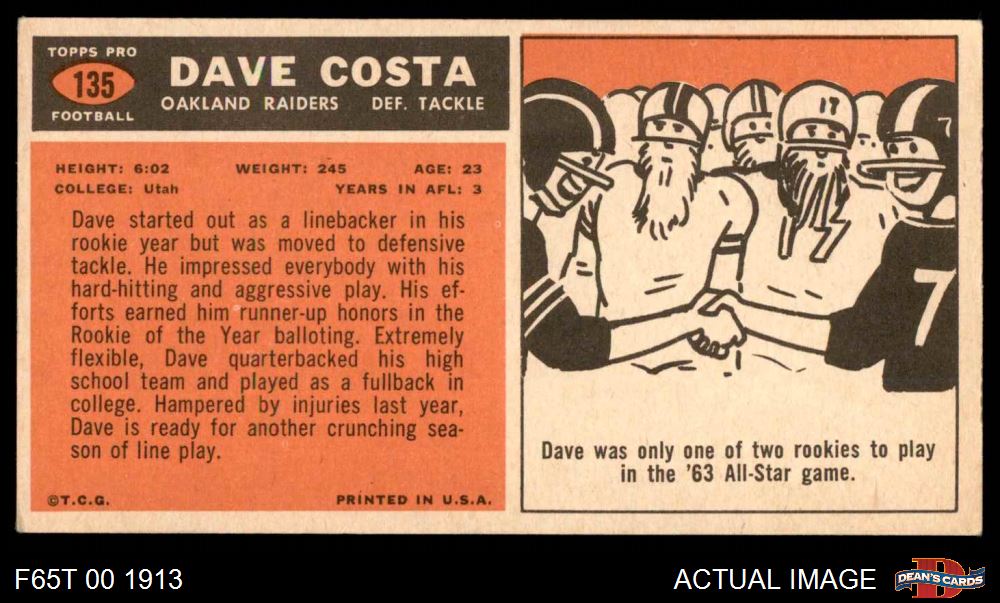 TOPPS PRO
135
FOOTBALL
DAVE COSTA
OAKLAND RAIDERS DEF. TACKLE
HEIGHT: 6:02 WEIGHT: 245 AGE: 23
COLLEGE: Utah YEARS IN AFL: 3
Dave started out as a linebacker in his
rookie year but was moved to defensive
tackle. He impressed everybody with his
hard-hitting and aggressive play. His ef-
forts earned him runner-up honors in the
Rookie of the Year balloting. Extremely
flexible, Dave quarterbacked his high
school team and played as a fullback in
college. Hampered by injuries last year,
Dave is ready for another crunching sea-
son of line play.
©T.C.G. PRINTED IN U.S.A.
17
7
7
Dave was only one of two rookies to play
in the '63 All-Star game.
F65T 00 1913
ACTUAL IMAGE
D
DEAN'S CARDS